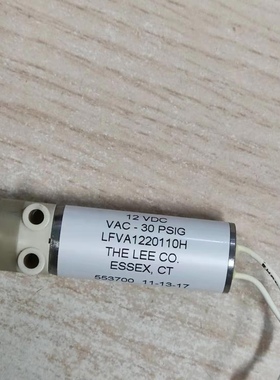 12 VDC
VAC - 30 PSIG
LFVA1220110H
THE LEE CO.
ESSEX, CT
553700 11-13-17